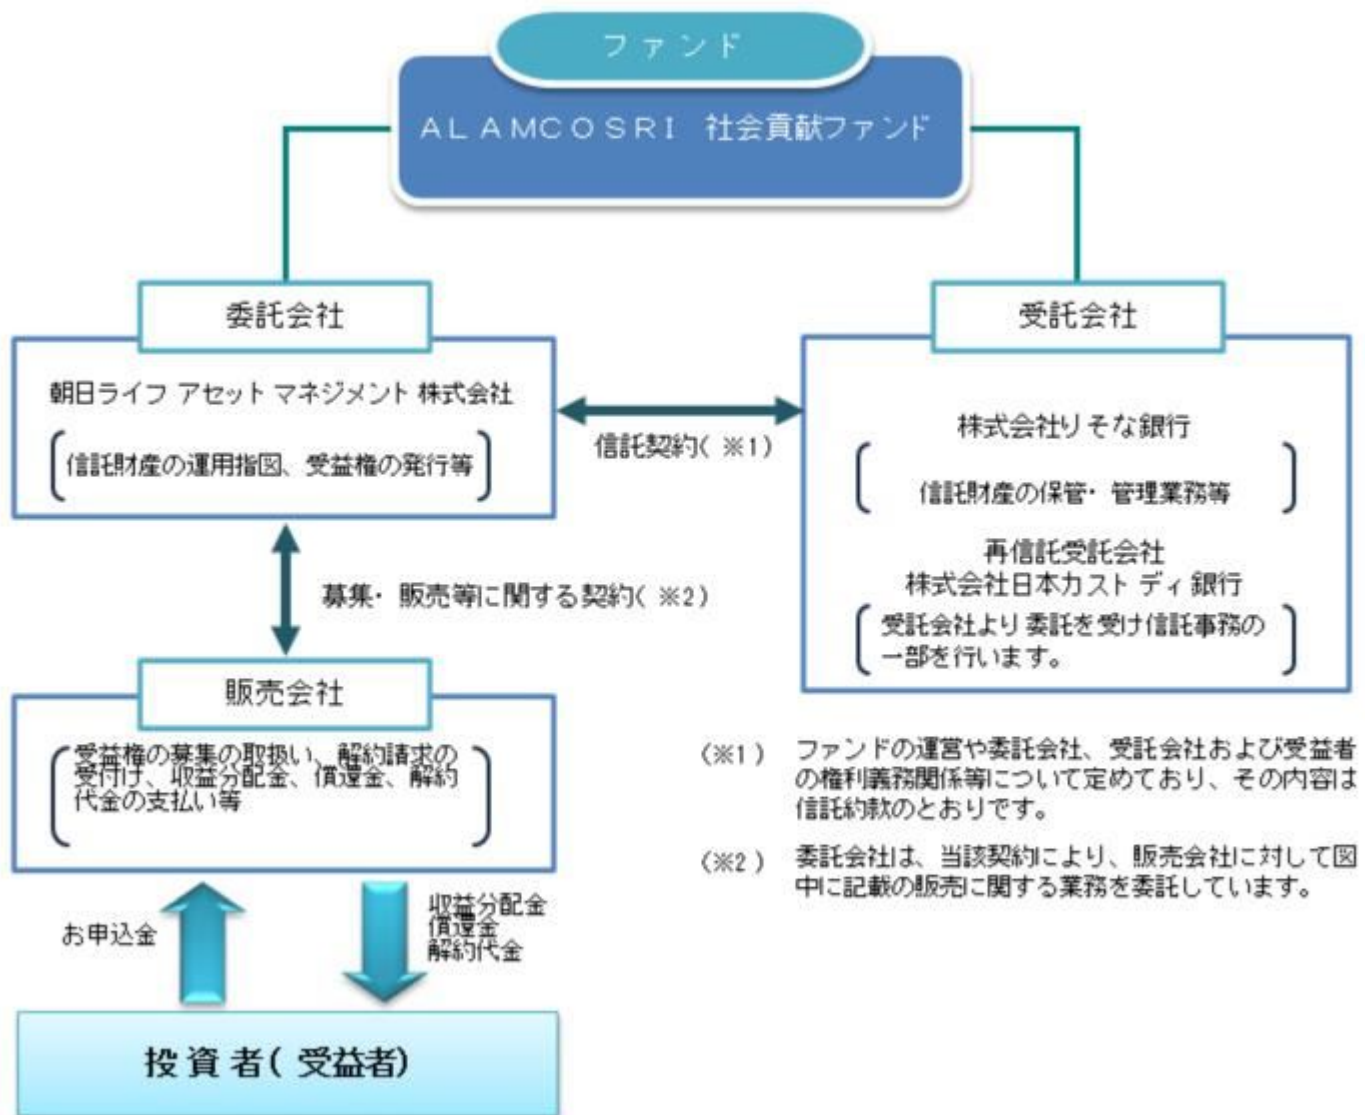 ファンド
ALAMCOSRI 社会貢献ファンド
委託会社
朝日ライフ アセット マネジメント 株式会社
信託財産の運用指図、受益権の発行等
信託契約( ※1)
受託会社
株式会社りそな銀行
信託財産の保管・ 管理業務等
再信託受託会社
株式会社日本カストディ銀行
受託会社より委託を受け信託事務の
一部を行います。
募集・ 販売等に関する契約( ※2)
販売会社
受益権の募集の取扱い、解約請求の
受付け、収益分配金、償還金、解約
代金の支払い等
(※1) ファンドの運営や委託会社、受託会社および受益者
の権利義務関係等について定めており、その内容は
信託約款のとおりです。
(※2) 委託会社は、当該契約により、販売会社に対して図
中に記載の販売に関する業務を委託しています。
お申込金
収益分配金
償還金
解約代金
投資者( 受益者)